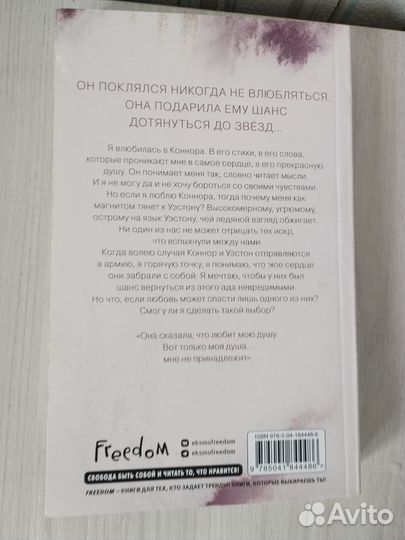 ОН ПОКЛЯЛСЯ НИКОГДА НЕ ВЛЮБЛЯТЬСЯ.
ОНА ПОДАРИЛА ЕМУ ШАНС
ДОТЯНУТЬСЯ ДО ЗВЁЗД...
Я влюбилась в Коннора. В его стихи, в его слова,
которые проникают мне в самое сердце, в его прекрасную
душу. Он понимает меня так, словно читает мысли.
И я не могу да и не хочу бороться со своими чувствами.
Но если я люблю Коннора, тогда почему меня как
магнитом тянет к Уэстону? Высокомерному, угрюмому,
острому на язык Уэстону, чей ледяной взгляд обжигает.
Ни один из нас не может отрицать тех искр,
что вспыхнули между нами.
Когда волею случая Коннор и Уэстон отправляются
в армию, в горячую точку, я понимаю, что мое сердце
они забрали с собой. Я мечтаю, чтобы у них был
шанс вернуться из этого ада невредимыми.
Но что, если любовь может спасти лишь одного из них?
Смогу ли я сделать такой выбор?
«Она сказала, что любит мою душу.
Вот только моя душа...
мне не принадлежит».
Freedom
eksmofreedom
eksmofreedom
ISBN 978-5-04-184448-6
9 785041 844486 >
СВОБОДА БЫТЬ СОБОЙ И ЧИТАТЬ ТО, ЧТО НРАВИТСЯ!
FREEDOM – КНИГИ ДЛЯ ТЕХ, КТО ЗАДАЕТ ТРЕНДЫ! КНИГИ, КОТОРЫЕ ВЫБИРАЕШЬ ТЫ!
Avito